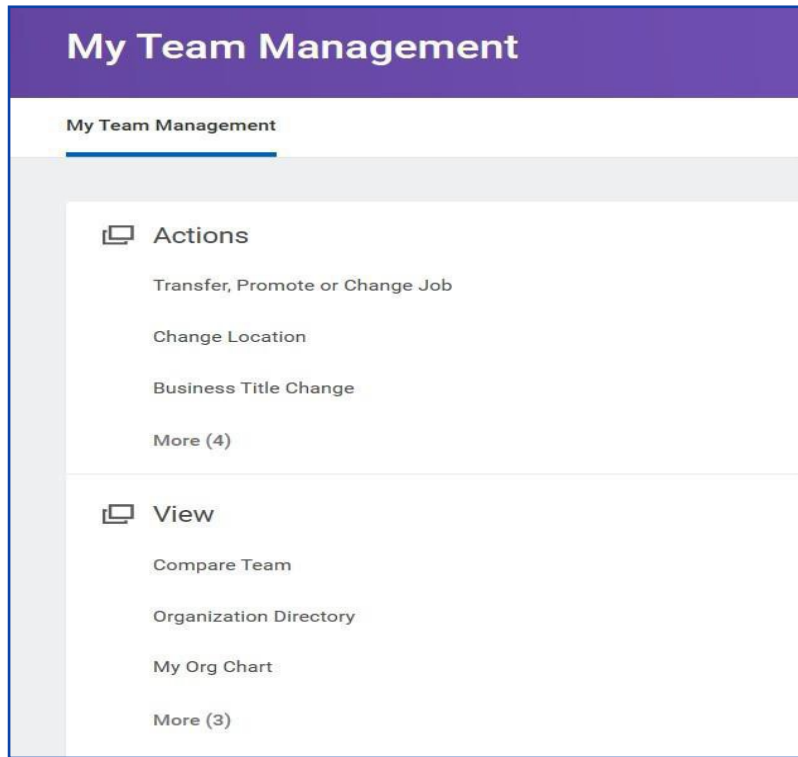 My Team Management
My Team Management
Actions
Transfer, Promote or Change Job
Change Location
Business Title Change
More (4)
View
Compare Team
Organization Directory
My Org Chart
More (3)